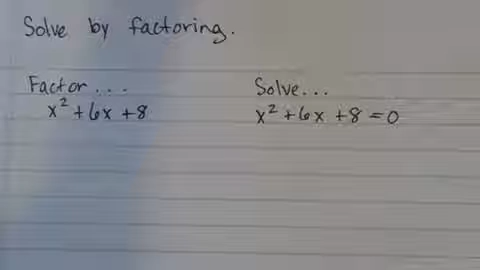 Solve by factoring.
Factor...
x² + 6x + 8
Solve...
x² + 6x + 8 = 0